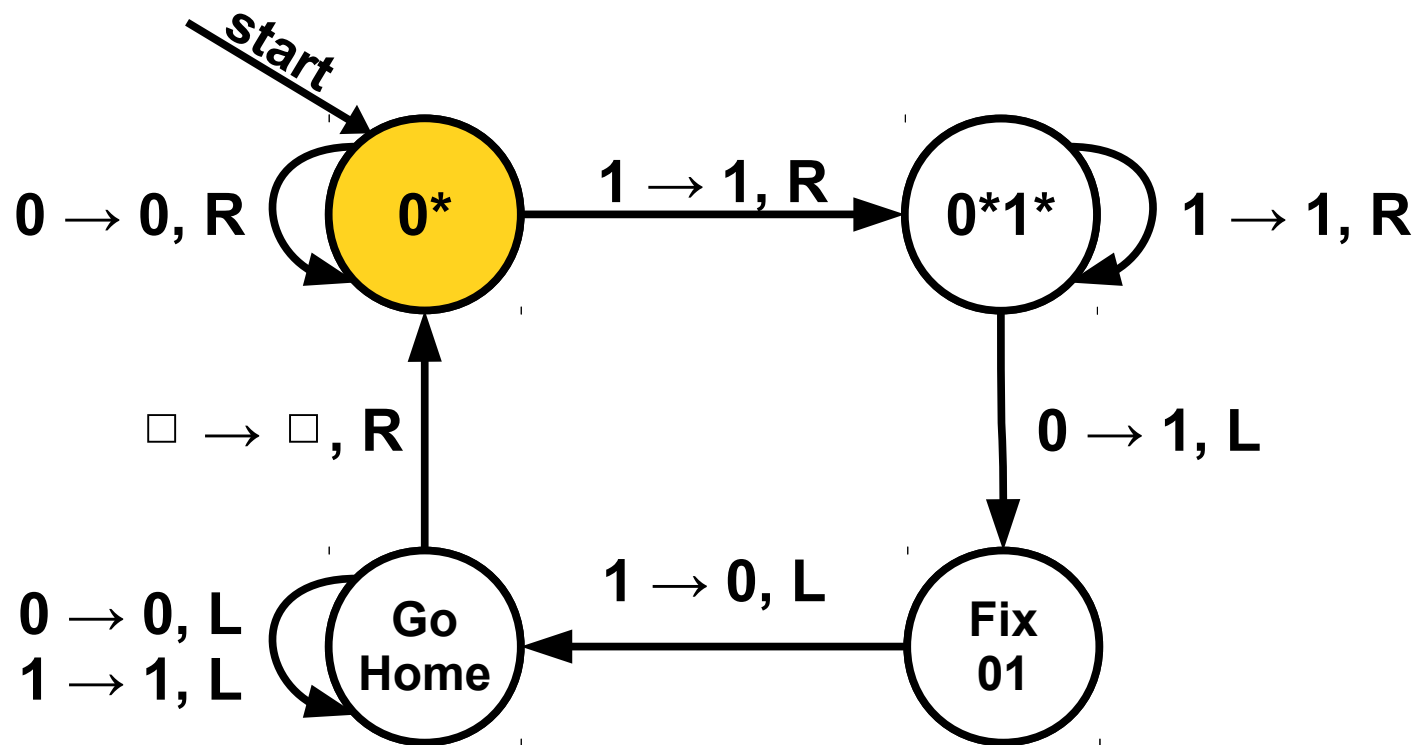 start
0 → 0, R
0*
1 → 1, R
0*1*
1 → 1, R
□ → □, R
0 → 1, L
0 → 0, L
1 → 1, L
Go
Home
1 → 0, L
Fix
01